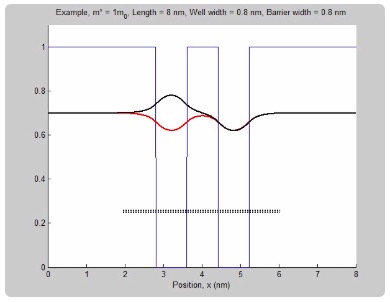 Example, m* = 1m0, Length = 8 nm, Well width = 0.8 nm, Barrier width = 0.8 nm
1
0.8
0.6
0.4
0.2
0
0 1 2 3 4 5 6 7 8
Position, x (nm)